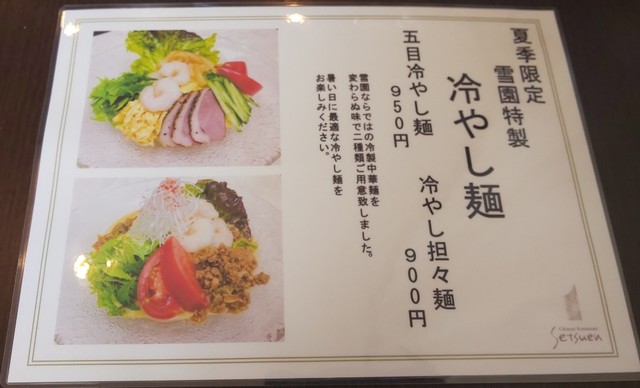 夏季限定
雪園特製
冷やし麺
五目冷やし麺
950円
冷やし担々麺
900円
雪園ならではの冷製中華麺を
変わらぬ味で二種類ご用意致しました。
暑い日に最適な冷やし麺を
お楽しみください。
Setsuen